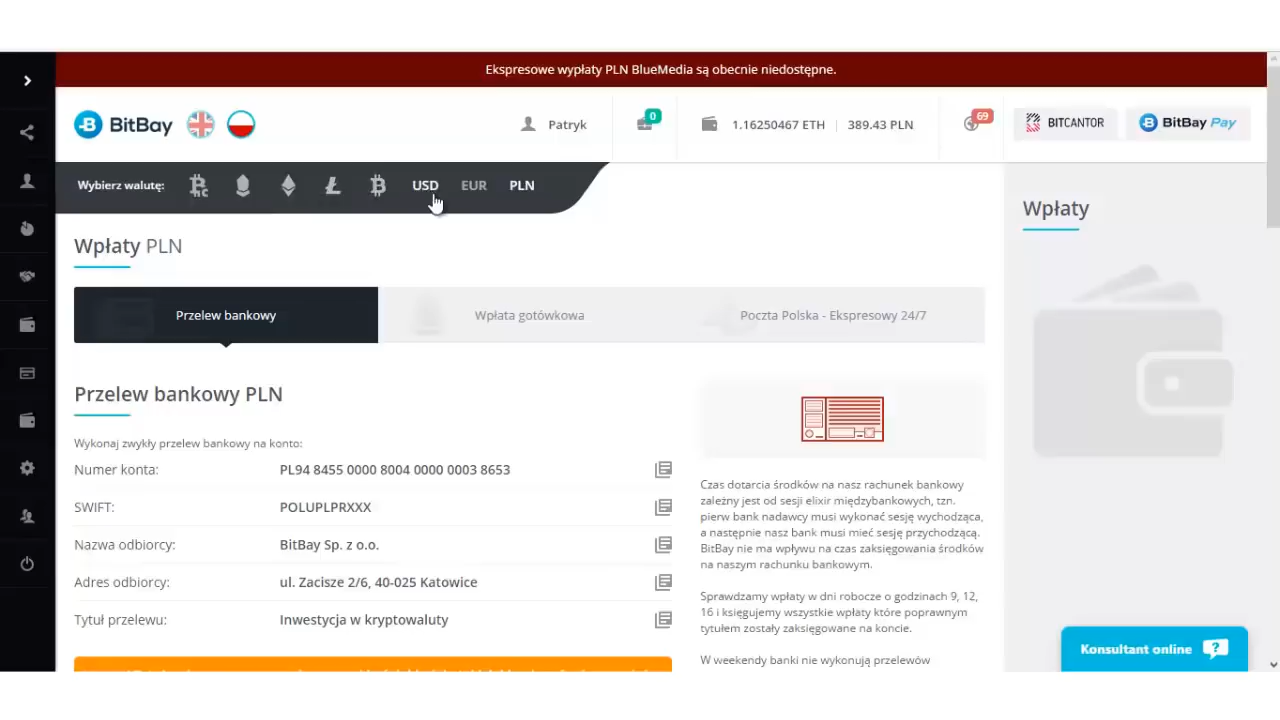 Ekspresowe wypłaty PLN BlueMedia są obecnie niedostępne.
BitBay
Patryk
0
1.16250467 ETH | 389.43 PLN
69
BITCANTOR
BitBay Pay
Wybierz walutę:
USD
EUR
PLN
Wpłaty PLN
Przelew bankowy
Wpłata gotówkowa
Poczta Polska - Ekspresowy 24/7
Przelew bankowy PLN
Wykonaj zwykły przelew bankowy na konto:
Numer konta: PL94 8455 0000 8004 0000 0003 8653
SWIFT: POLUPLPRXXX
Nazwa odbiorcy: BitBay Sp. z o.o.
Adres odbiorcy: ul. Zacisze 2/6, 40-025 Katowice
Tytuł przelewu: Inwestycja w kryptowaluty
Czas dotarcia środków na nasz rachunek bankowy
zależny jest od sesji elixir międzybankowych, tzn.
pierw bank nadawcy musi wykonać sesję wychodząca,
a następnie nasz bank musi mieć sesję przychodzącą.
BitBay nie ma wpływu na czas zaksięgowania środków
na naszym rachunku bankowym.
Sprawdzamy wpłaty w dni robocze o godzinach 9, 12,
16 i księgujemy wszystkie wpłaty które poprawnym
tytułem zostały zaksięgowane na koncie.
W weekendy banki nie wykonują przelewów
Wpłaty
Konsultant online